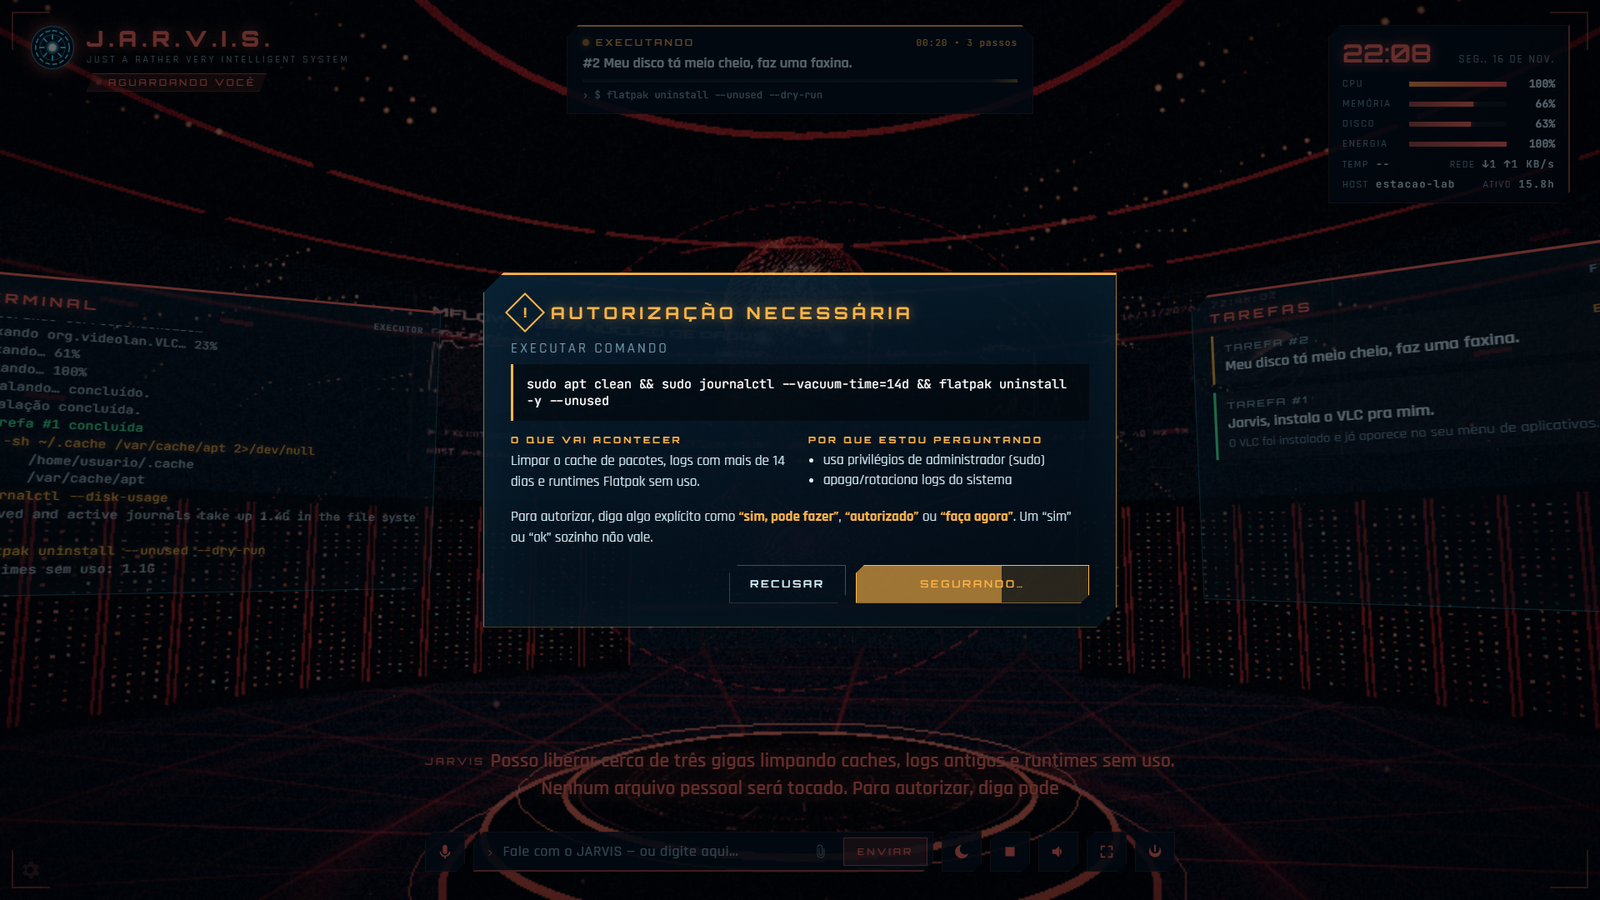 J.A.R.V.I.S.
JUST A RATHER VERY INTELLIGENT SYSTEM
AGUARDANDO VOCÊ
EXECUTANDO
00:20 • 3 passos
#2 Meu disco tá meio cheio, faz uma faxina.
› $ flatpak uninstall --unused --dry-run
22:08
SEG., 16 DE NOV.
CPU 100%
MEMÓRIA 66%
DISCO 63%
ENERGIA 100%
TEMP -- REDE ↓1 ↑1 KB/s
HOST estacao-lab ATIVO 15.8h
ERMINAL
EXECUTOR
org.videolan.VLC… 23%
61%
100%
concluído.
concluída.
#1 concluída
-sh ~/.cache /var/cache/apt 2>/dev/null
/home/usuario/.cache
/var/cache/apt
--disk-usage
ved and active journals take up 1.4G in the file syste
uninstall --unused --dry-run
imes sem uso: 1.1G
! AUTORIZAÇÃO NECESSÁRIA
EXECUTAR COMANDO
sudo apt clean && sudo journalctl --vacuum-time=14d && flatpak uninstall
-y --unused
O QUE VAI ACONTECER
Limpar o cache de pacotes, logs com mais de 14
dias e runtimes Flatpak sem uso.
POR QUE ESTOU PERGUNTANDO
• usa privilégios de administrador (sudo)
• apaga/rotaciona logs do sistema
Para autorizar, diga algo explícito como “sim, pode fazer”, “autorizado” ou “faça agora”. Um “sim”
ou “ok” sozinho não vale.
RECUSAR
SEGURANDO…
TAREFAS
TAREFA #2
Meu disco tá meio cheio, faz uma faxina.
TAREFA #1
Jarvis, instala o VLC pra mim.
O VLC foi instalado e já aparece no seu menu de aplicativos.
JARVIS Posso liberar cerca de três gigas limpando caches, logs antigos e runtimes sem uso.
Nenhum arquivo pessoal será tocado. Para autorizar, diga pode
› Fale com o JARVIS — ou digite aqui…
ENVIAR